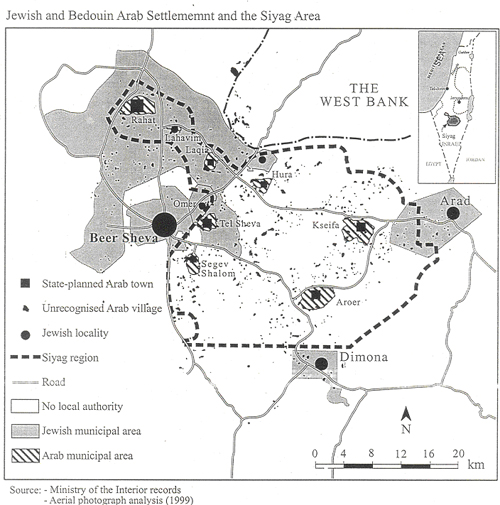 Jewish and Bedouin Arab Settlememnt and the Siyag Area
THE
WEST BANK
Rahat
Lahavim
Laqia
Hura
Omer
Tel Sheva
Beer Sheva
Kseifa
Arad
Segev
Shalom
Aroer
Dimona
SEA
Siyag
ISRAEL
EGYPT
JORDAN
State-planned Arab town
Unrecognised Arab village
Jewish locality
Siyag region
Road
No local authority
Jewish municipal area
Arab municipal area
N
0 4 8 12 16 20
km
Source: - Ministry of the Interior records
- Aerial photograph analysis (1999)